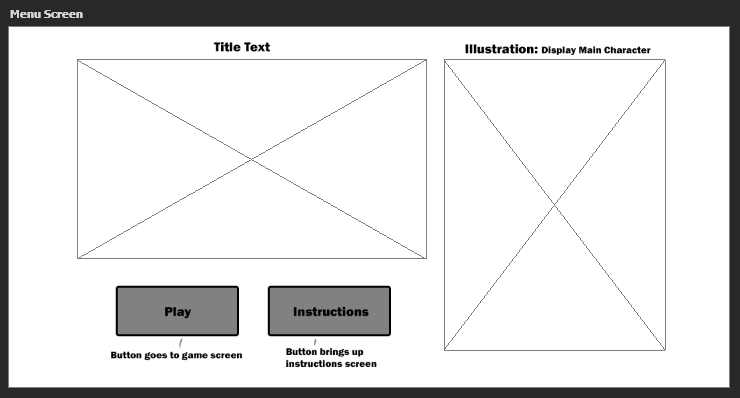 Menu Screen
Title Text
Illustration: Display Main Character
Play
Instructions
Button goes to game screen
Button brings up
instructions screen